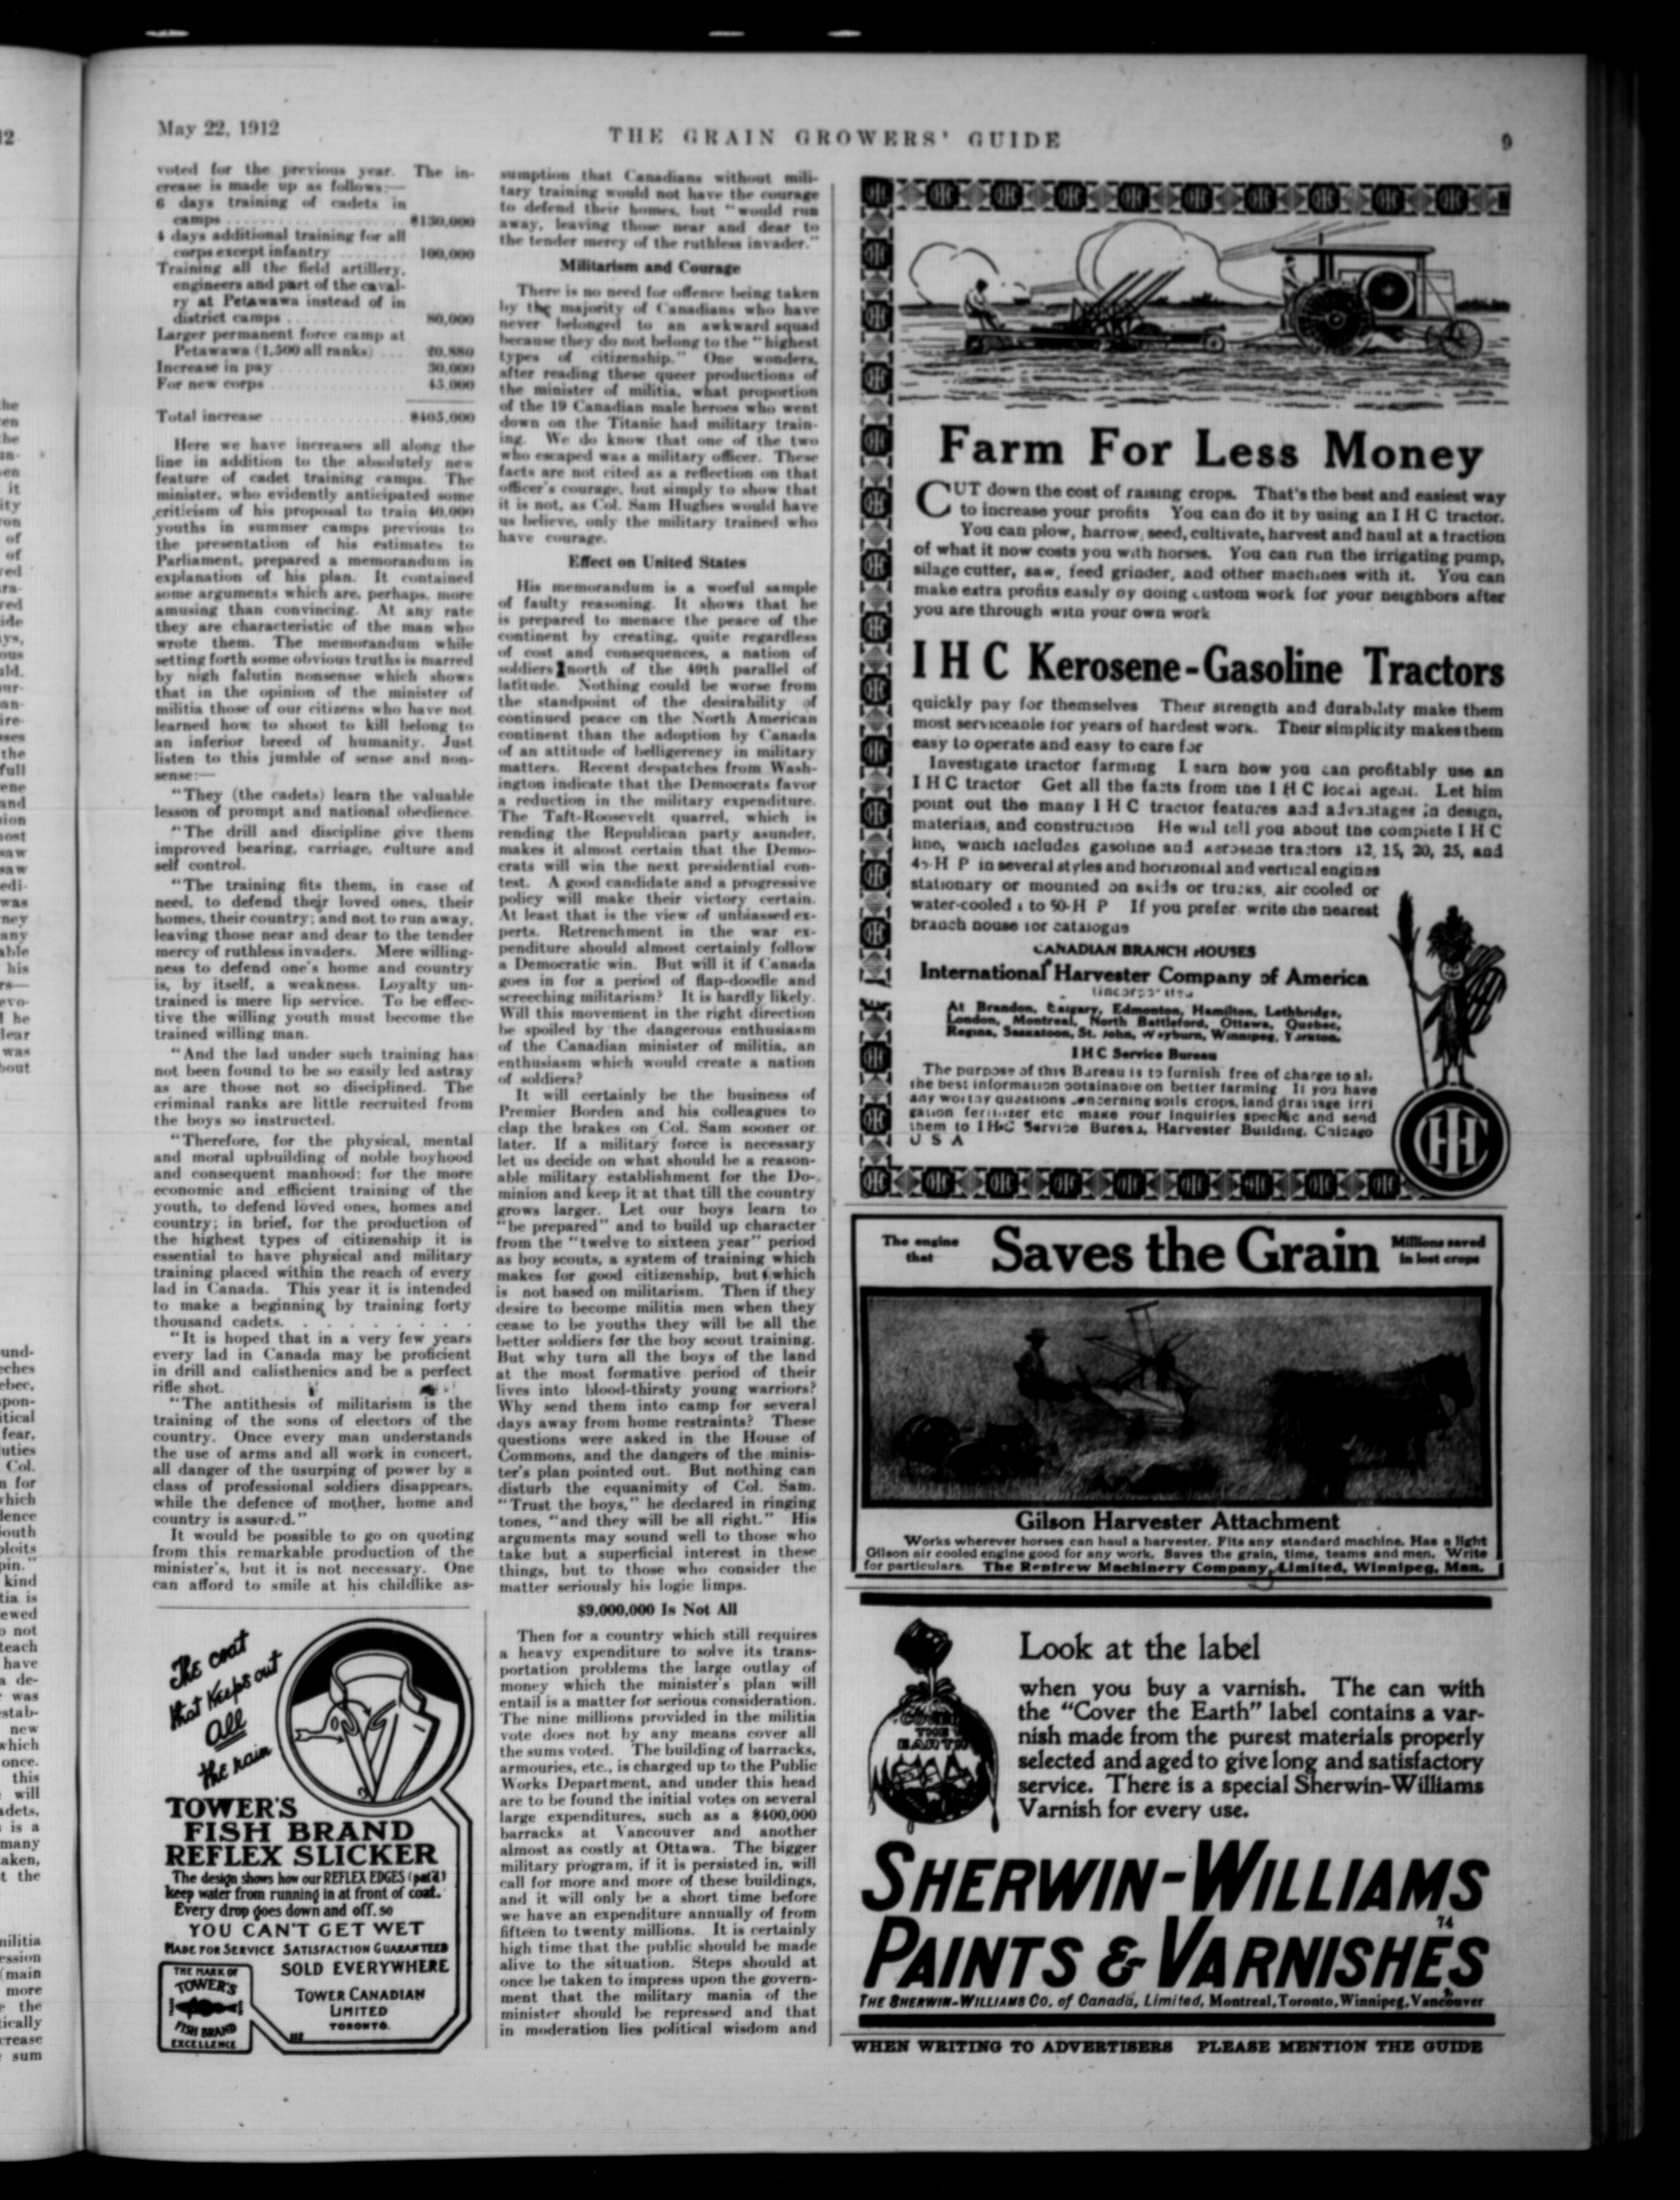 May 22, 1912
THE GRAIN GROWERS' GUIDE
9
voted for the previous year. The in-
crease is made up as follows:—
6 days training of cadets in
camps $130,000
4 days additional training for all
corps except infantry 100,000
Training all the field artillery,
engineers and part of the caval-
ry at Petawawa instead of in
district camps 80,000
Larger permanent force camp at
Petawawa (1,500 all ranks) 20,880
Increase in pay 30,000
For new corps 45,000
Total increase $405,000
Here we have increases all along the
line in addition to the absolutely new
feature of cadet training camps. The
minister, who evidently anticipated some
criticism of his proposal to train 40,000
youths in summer camps previous to
the presentation of his estimates to
Parliament, prepared a memorandum in
explanation of his plan. It contained
some arguments which are, perhaps, more
amusing than convincing. At any rate
they are characteristic of the man who
wrote them. The memorandum while
setting forth some obvious truths is marred
by nigh falutin nonsense which shows
that in the opinion of the minister of
militia those of our citizens who have not
learned how to shoot to kill belong to
an inferior breed of humanity. Just
listen to this jumble of sense and non-
sense:—
"They (the cadets) learn the valuable
lesson of prompt and national obedience.
"The drill and discipline give them
improved bearing, carriage, culture and
self control.
"The training fits them, in case of
need, to defend their loved ones, their
homes, their country; and not to run away,
leaving those near and dear to the tender
mercy of ruthless invaders. Mere willing-
ness to defend one's home and country
is, by itself, a weakness. Loyalty un-
trained is mere lip service. To be effec-
tive the willing youth must become the
trained willing man.
"And the lad under such training has
not been found to be so easily led astray
as are those not so disciplined. The
criminal ranks are little recruited from
the boys so instructed.
"Therefore, for the physical, mental
and moral upbuilding of noble boyhood
and consequent manhood; for the more
economic and efficient training of the
youth, to defend loved ones, homes and
country; in brief, for the production of
the highest types of citizenship it is
essential to have physical and military
training placed within the reach of every
lad in Canada. This year it is intended
to make a beginning by training forty
thousand cadets. . . . . . . .
"It is hoped that in a very few years
every lad in Canada may be proficient
in drill and calisthenics and be a perfect
rifle shot.
"The antithesis of militarism is the
training of the sons of electors of the
country. Once every man understands
the use of arms and all work in concert,
all danger of the usurping of power by a
class of professional soldiers disappears,
while the defence of mother, home and
country is assured."
It would be possible to go on quoting
from this remarkable production of the
minister's, but it is not necessary. One
can afford to smile at his childlike as-
The coat
that keeps out
All
the rain
TOWER'S
FISH BRAND
REFLEX SLICKER
The design shows how our REFLEX EDGES (pat'd)
keep water from running in at front of coat.
Every drop goes down and off. so
YOU CAN'T GET WET
MADE FOR SERVICE SATISFACTION GUARANTEED
SOLD EVERYWHERE
TOWER CANADIAN
LIMITED
TORONTO.
THE MARK OF
TOWER'S
FISH BRAND
EXCELLENCE
sumption that Canadians without mili-
tary training would not have the courage
to defend their homes, but "would run
away, leaving those near and dear to
the tender mercy of the ruthless invader."
Militarism and Courage
There is no need for offence being taken
by the majority of Canadians who have
never belonged to an awkward squad
because they do not belong to the "highest
types of citizenship." One wonders,
after reading these queer productions of
the minister of militia, what proportion
of the 19 Canadian male heroes who went
down on the Titanic had military train-
ing. We do know that one of the two
who escaped was a military officer. These
facts are not cited as a reflection on that
officer's courage, but simply to show that
it is not, as Col. Sam Hughes would have
us believe, only the military trained who
have courage.
Effect on United States
His memorandum is a woeful sample
of faulty reasoning. It shows that he
is prepared to menace the peace of the
continent by creating, quite regardless
of cost and consequences, a nation of
soldiers north of the 49th parallel of
latitude. Nothing could be worse from
the standpoint of the desirability of
continued peace on the North American
continent than the adoption by Canada
of an attitude of belligerency in military
matters. Recent despatches from Wash-
ington indicate that the Democrats favor
a reduction in the military expenditure.
The Taft-Roosevelt quarrel, which is
rending the Republican party asunder,
makes it almost certain that the Demo-
crats will win the next presidential con-
test. A good candidate and a progressive
policy will make their victory certain.
At least that is the view of unbiassed ex-
perts. Retrenchment in the war ex-
penditure should almost certainly follow
a Democratic win. But will it if Canada
goes in for a period of flap-doodle and
screeching militarism? It is hardly likely.
Will this movement in the right direction
be spoiled by the dangerous enthusiasm
of the Canadian minister of militia, an
enthusiasm which would create a nation
of soldiers?
It will certainly be the business of
Premier Borden and his colleagues to
clap the brakes on Col. Sam sooner or
later. If a military force is necessary
let us decide on what should be a reason-
able military establishment for the Do-
minion and keep it at that till the country
grows larger. Let our boys learn to
"be prepared" and to build up character
from the "twelve to sixteen year" period
as boy scouts, a system of training which
makes for good citizenship, but which
is not based on militarism. Then if they
desire to become militia men when they
cease to be youths they will be all the
better soldiers for the boy scout training.
But why turn all the boys of the land
at the most formative period of their
lives into blood-thirsty young warriors?
Why send them into camp for several
days away from home restraints? These
questions were asked in the House of
Commons, and the dangers of the minis-
ter's plan pointed out. But nothing can
disturb the equanimity of Col. Sam.
"Trust the boys," he declared in ringing
tones, "and they will be all right." His
arguments may sound well to those who
take but a superficial interest in these
things, but to those who consider the
matter seriously his logic limps.
$9,000,000 Is Not All
Then for a country which still requires
a heavy expenditure to solve its trans-
portation problems the large outlay of
money which the minister's plan will
entail is a matter for serious consideration.
The nine millions provided in the militia
vote does not by any means cover all
the sums voted. The building of barracks,
armouries, etc., is charged up to the Public
Works Department, and under this head
are to be found the initial votes on several
large expenditures, such as a $400,000
barracks at Vancouver and another
almost as costly at Ottawa. The bigger
military program, if it is persisted in, will
call for more and more of these buildings,
and it will only be a short time before
we have an expenditure annually of from
fifteen to twenty millions. It is certainly
high time that the public should be made
alive to the situation. Steps should at
once be taken to impress upon the govern-
ment that the military mania of the
minister should be repressed and that
in moderation lies political wisdom and
Farm For Less Money
CUT down the cost of raising crops. That's the best and easiest way
to increase your profits You can do it by using an I H C tractor.
You can plow, harrow, seed, cultivate, harvest and haul at a fraction
of what it now costs you with horses. You can run the irrigating pump,
silage cutter, saw, feed grinder, and other machines with it. You can
make extra profits easily by doing custom work for your neighbors after
you are through with your own work
I H C Kerosene-Gasoline Tractors
quickly pay for themselves Their strength and durability make them
most serviceable for years of hardest work. Their simplicity makes them
easy to operate and easy to care for
Investigate tractor farming Learn how you can profitably use an
I H C tractor Get all the facts from the I H C local agent. Let him
point out the many I H C tractor features and advantages in design,
materials, and construction He will tell you about the complete I H C
line, which includes gasoline and kerosene tractors 12, 15, 20, 25, and
45-H P in several styles and horizontal and vertical engines
stationary or mounted on skids or trucks, air cooled or
water-cooled 1 to 50-H P If you prefer write the nearest
branch house for catalogue
CANADIAN BRANCH HOUSES
International Harvester Company of America
(Incorporated)
At Brandon, Calgary, Edmonton, Hamilton, Lethbridge,
London, Montreal, North Battleford, Ottawa, Quebec,
Regina, Saskatoon, St. John, Weyburn, Winnipeg, Yorkton.
I H C Service Bureau
The purpose of this Bureau is to furnish free of charge to all
the best information obtainable on better farming If you have
any worthy questions concerning soils crops, land drainage irri
gation fertilizer etc make your inquiries specific and send
them to I H C Service Bureau, Harvester Building, Chicago
U S A
IHC
The engine
that
Saves the Grain
Millions saved
in lost crops
Gilson Harvester Attachment
Works wherever horses can haul a harvester. Fits any standard machine. Has a light
Gilson air cooled engine good for any work. Saves the grain, time, teams and men. Write
for particulars. The Renfrew Machinery Company, Limited, Winnipeg, Man.
COVER
THE
EARTH
Look at the label
when you buy a varnish. The can with
the "Cover the Earth" label contains a var-
nish made from the purest materials properly
selected and aged to give long and satisfactory
service. There is a special Sherwin-Williams
Varnish for every use.
SHERWIN-WILLIAMS
74
PAINTS & VARNISHES
THE SHERWIN-WILLIAMS CO. of Canada, Limited, Montreal, Toronto, Winnipeg, Vancouver
WHEN WRITING TO ADVERTISERS PLEASE MENTION THE GUIDE